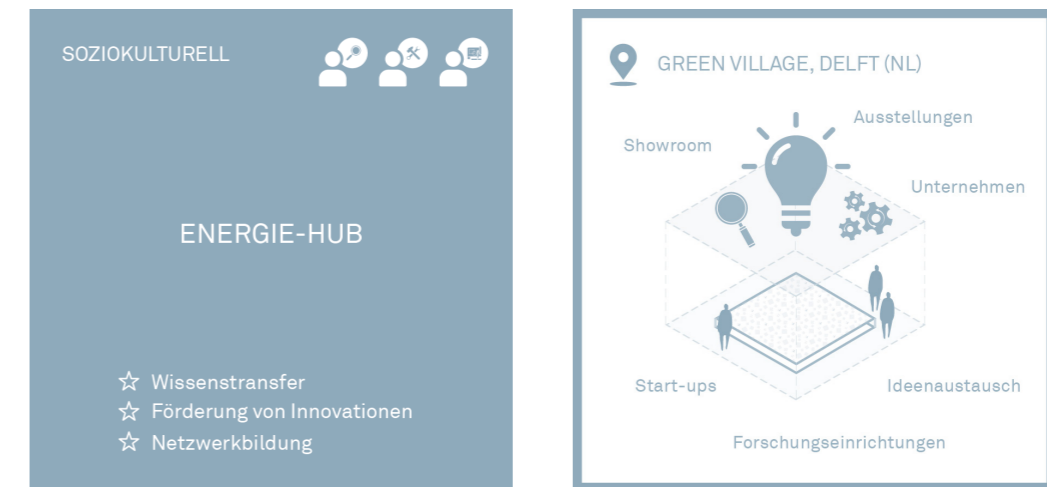 SOZIOKULTURELL
ENERGIE-HUB
Wissenstransfer
Förderung von Innovationen
Netzwerkbildung
GREEN VILLAGE, DELFT (NL)
Ausstellungen
Showroom
Unternehmen
Start-ups
Ideenaustausch
Forschungseinrichtungen